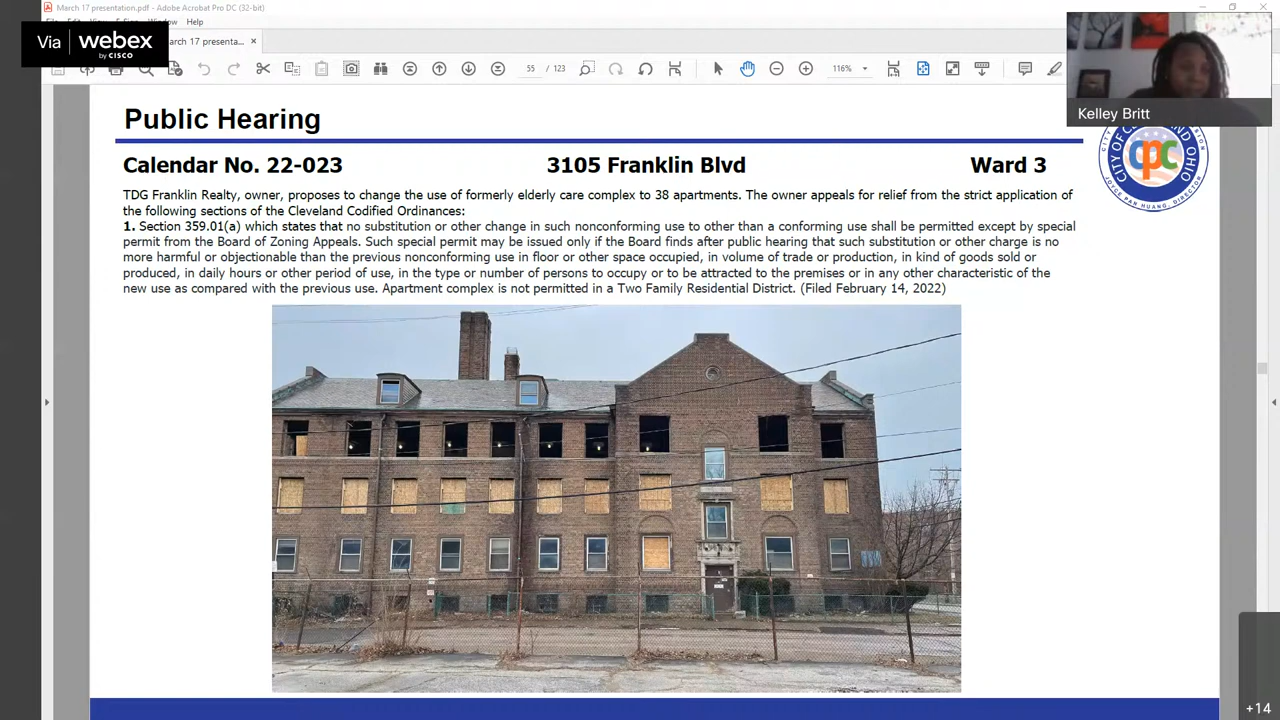 March 17 presentation.pdf - Adobe Acrobat Pro DC (32-bit)
Window Help
Via webex
by CISCO
arch 17 presenta... ×
55 / 123
116%
Kelley Britt
Public Hearing
Calendar No. 22-023 3105 Franklin Blvd Ward 3
TDG Franklin Realty, owner, proposes to change the use of formerly elderly care complex to 38 apartments. The owner appeals for relief from the strict application of
the following sections of the Cleveland Codified Ordinances:
1. Section 359.01(a) which states that no substitution or other change in such nonconforming use to other than a conforming use shall be permitted except by special
permit from the Board of Zoning Appeals. Such special permit may be issued only if the Board finds after public hearing that such substitution or other charge is no
more harmful or objectionable than the previous nonconforming use in floor or other space occupied, in volume of trade or production, in kind of goods sold or
produced, in daily hours or other period of use, in the type or number of persons to occupy or to be attracted to the premises or in any other characteristic of the
new use as compared with the previous use. Apartment complex is not permitted in a Two Family Residential District. (Filed February 14, 2022)
cpc
JOYCE PAN HUANG, DIRECTOR
+14